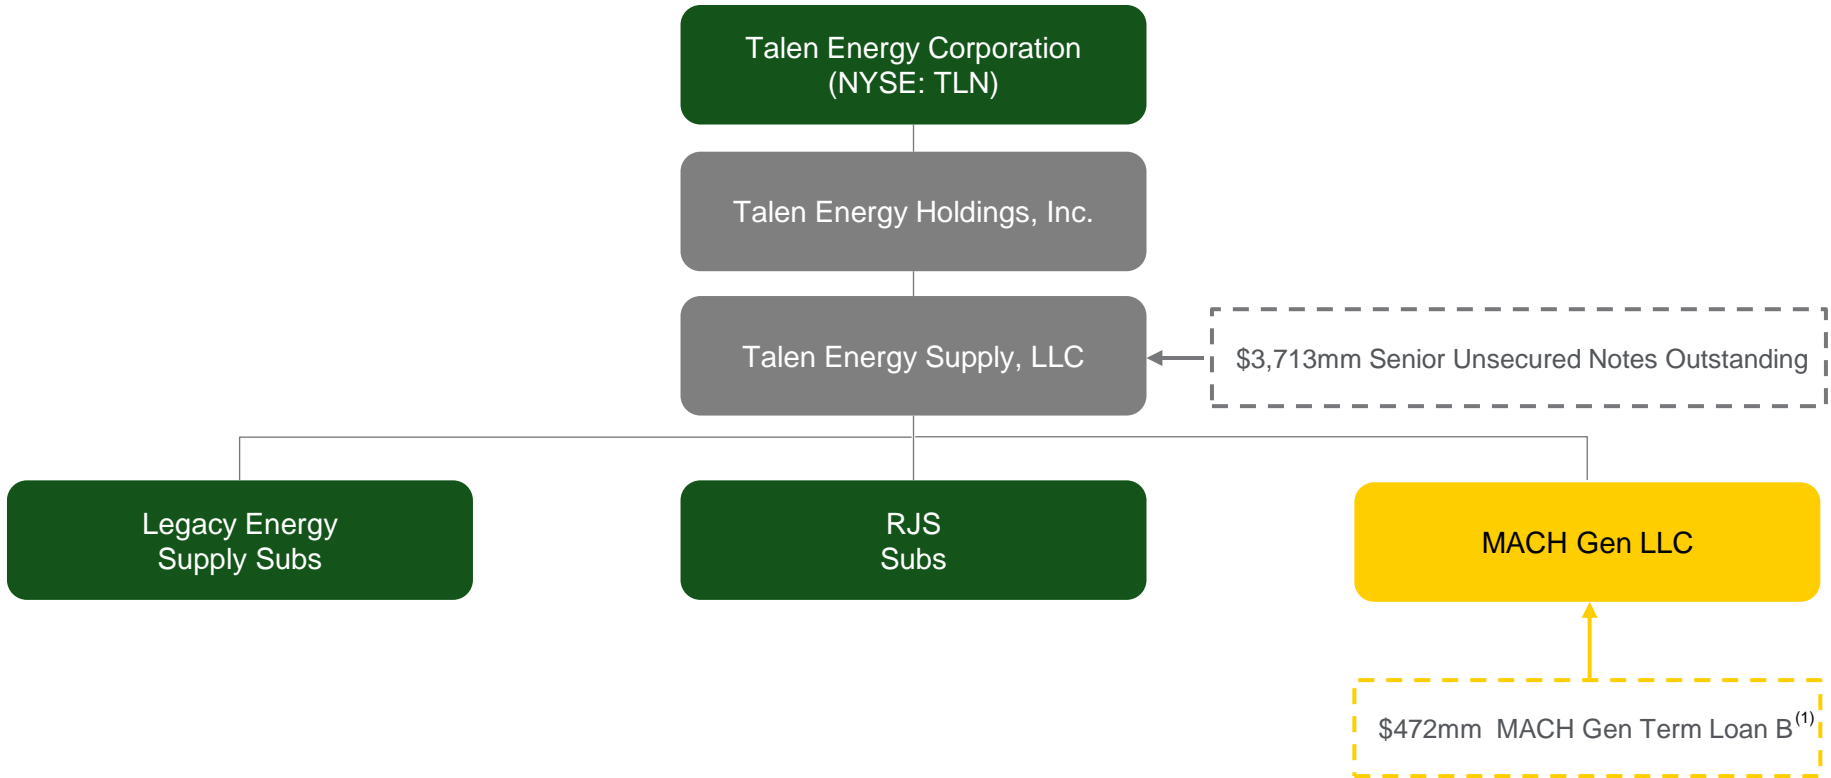 Talen Energy Corporation
(NYSE: TLN)
Talen Energy Holdings, Inc.
Talen Energy Supply, LLC
$3,713mm Senior Unsecured Notes Outstanding
Legacy Energy
Supply Subs
RJS
Subs
MACH Gen LLC
$472mm MACH Gen Term Loan B(1)